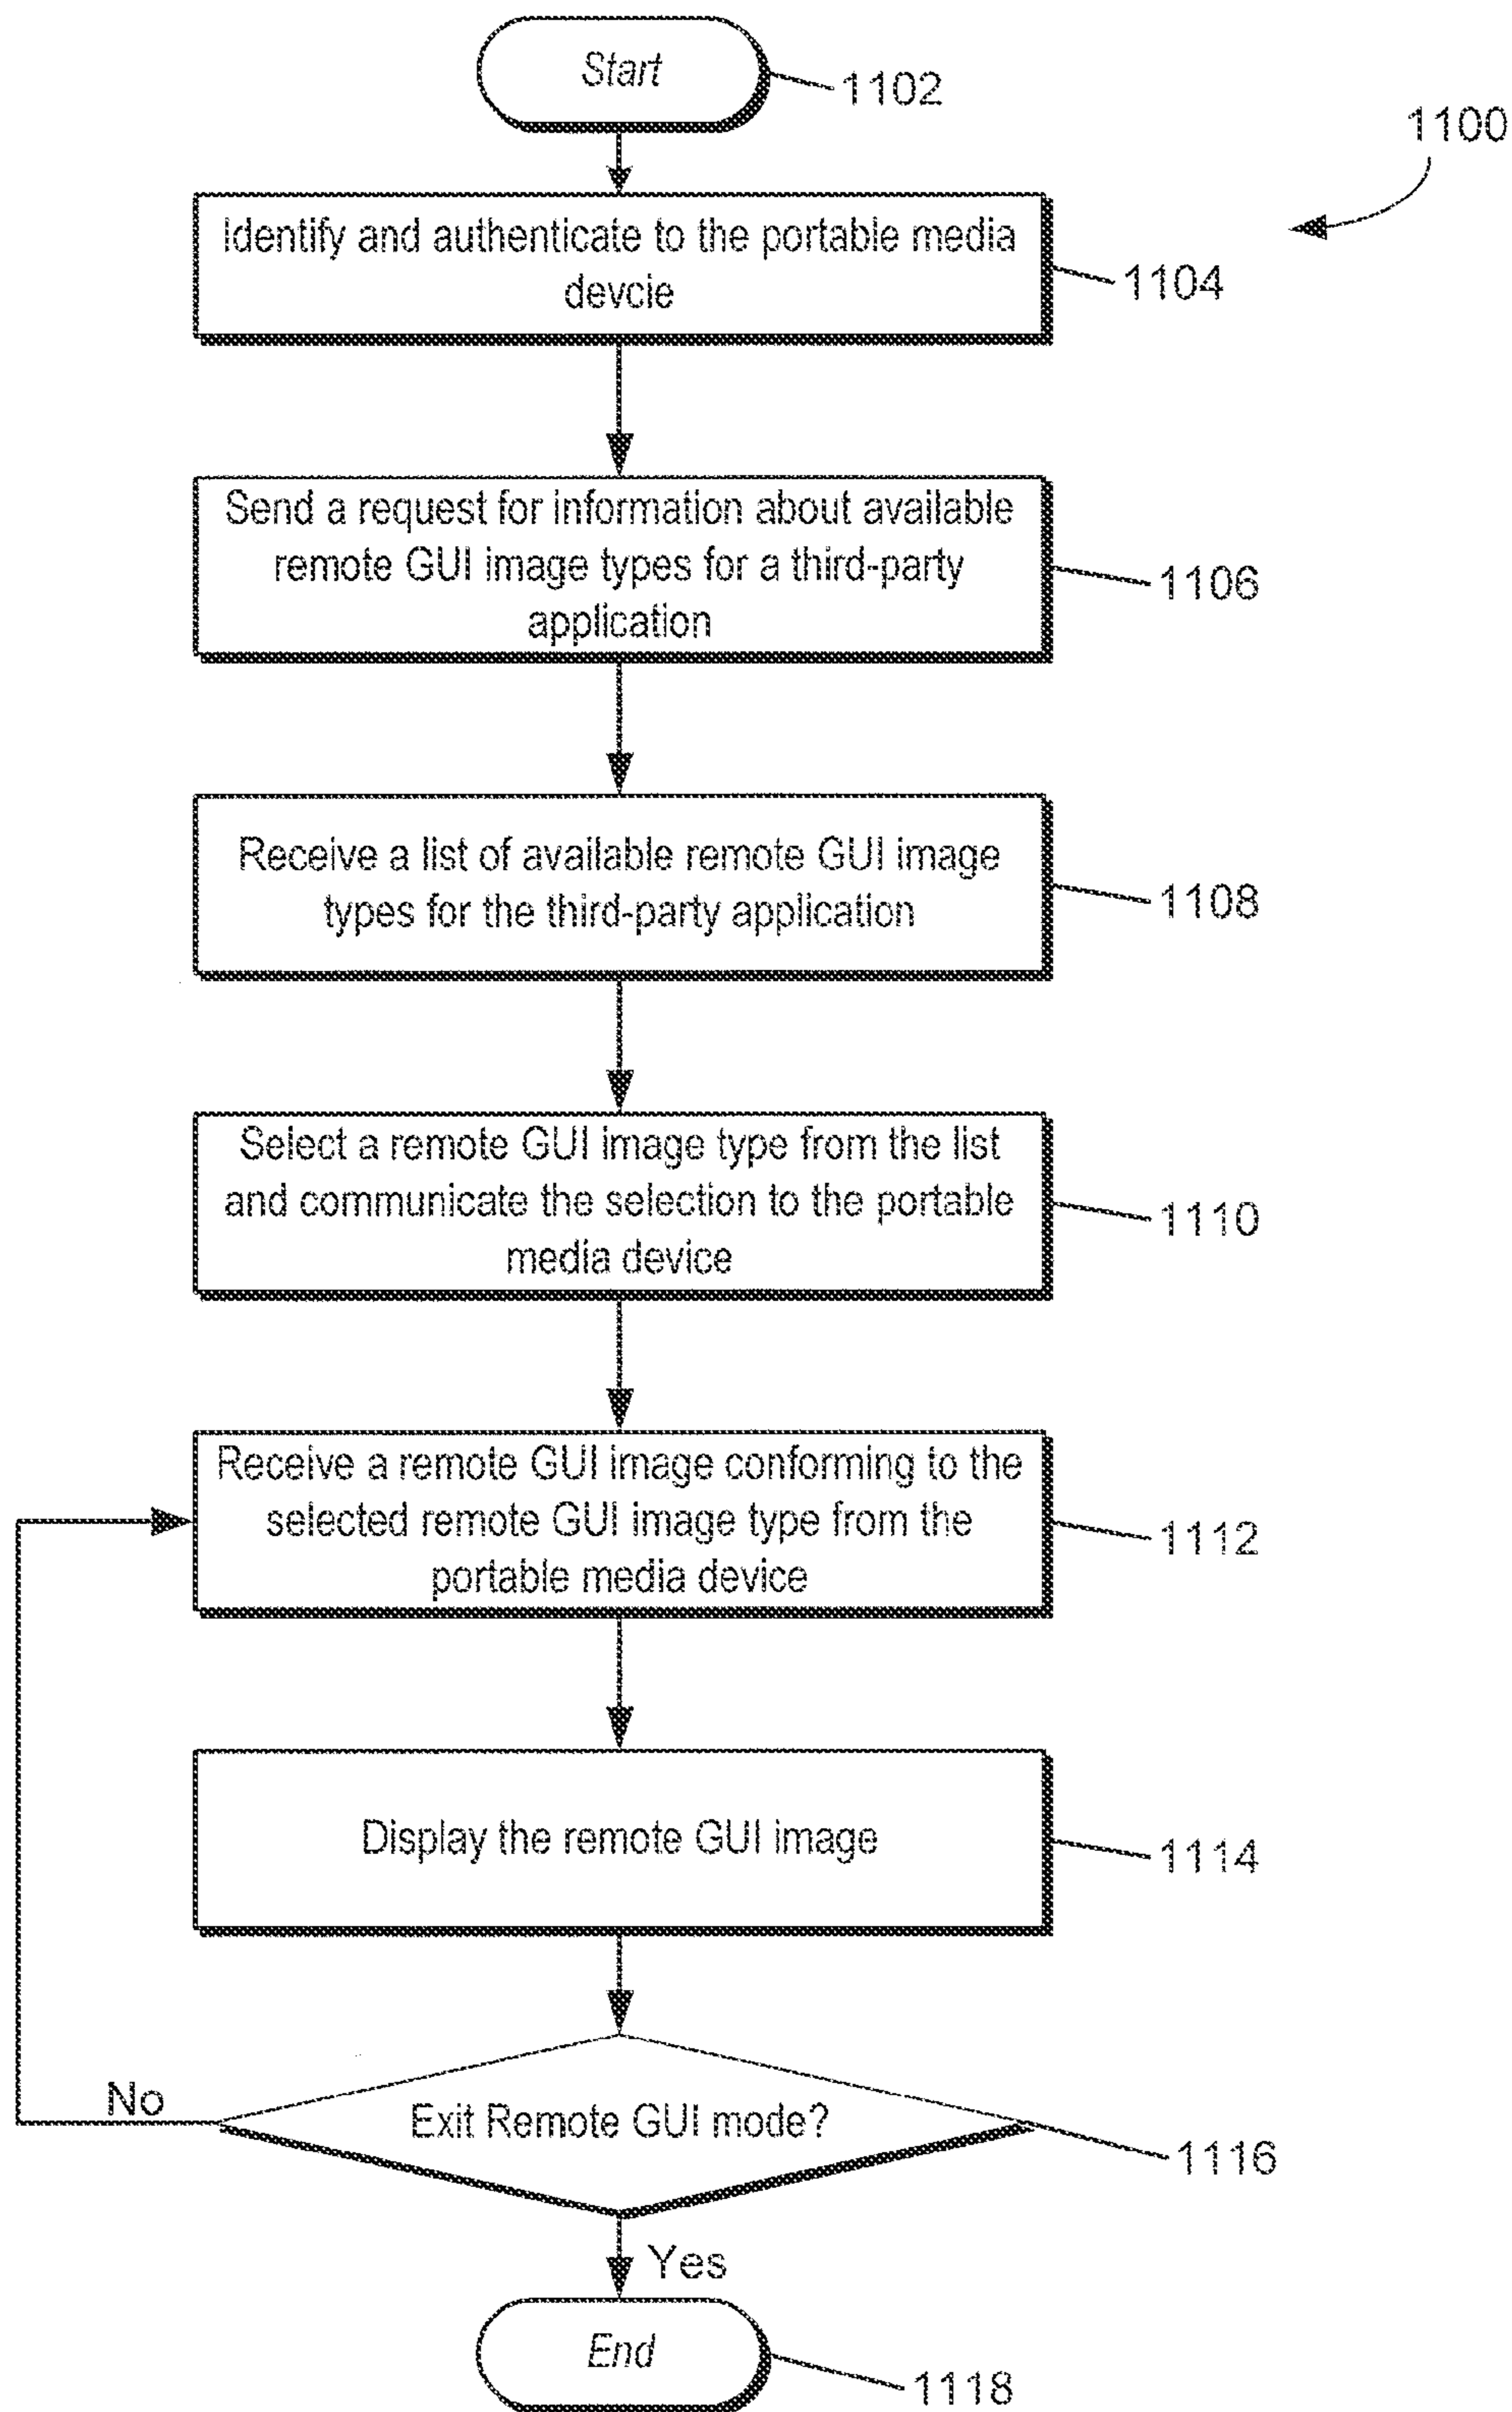 Start
1102
1100
Identify and authenticate to the portable media
devcie
1104
Send a request for information about available
remote GUI image types for a third-party
application
1106
Receive a list of available remote GUI image
types for the third-party application
1108
Select a remote GUI image type from the list
and communicate the selection to the portable
media device
1110
Receive a remote GUI image conforming to the
selected remote GUI image type from the
portable media device
1112
Display the remote GUI image
1114
No
Exit Remote GUI mode?
1116
Yes
End
1118